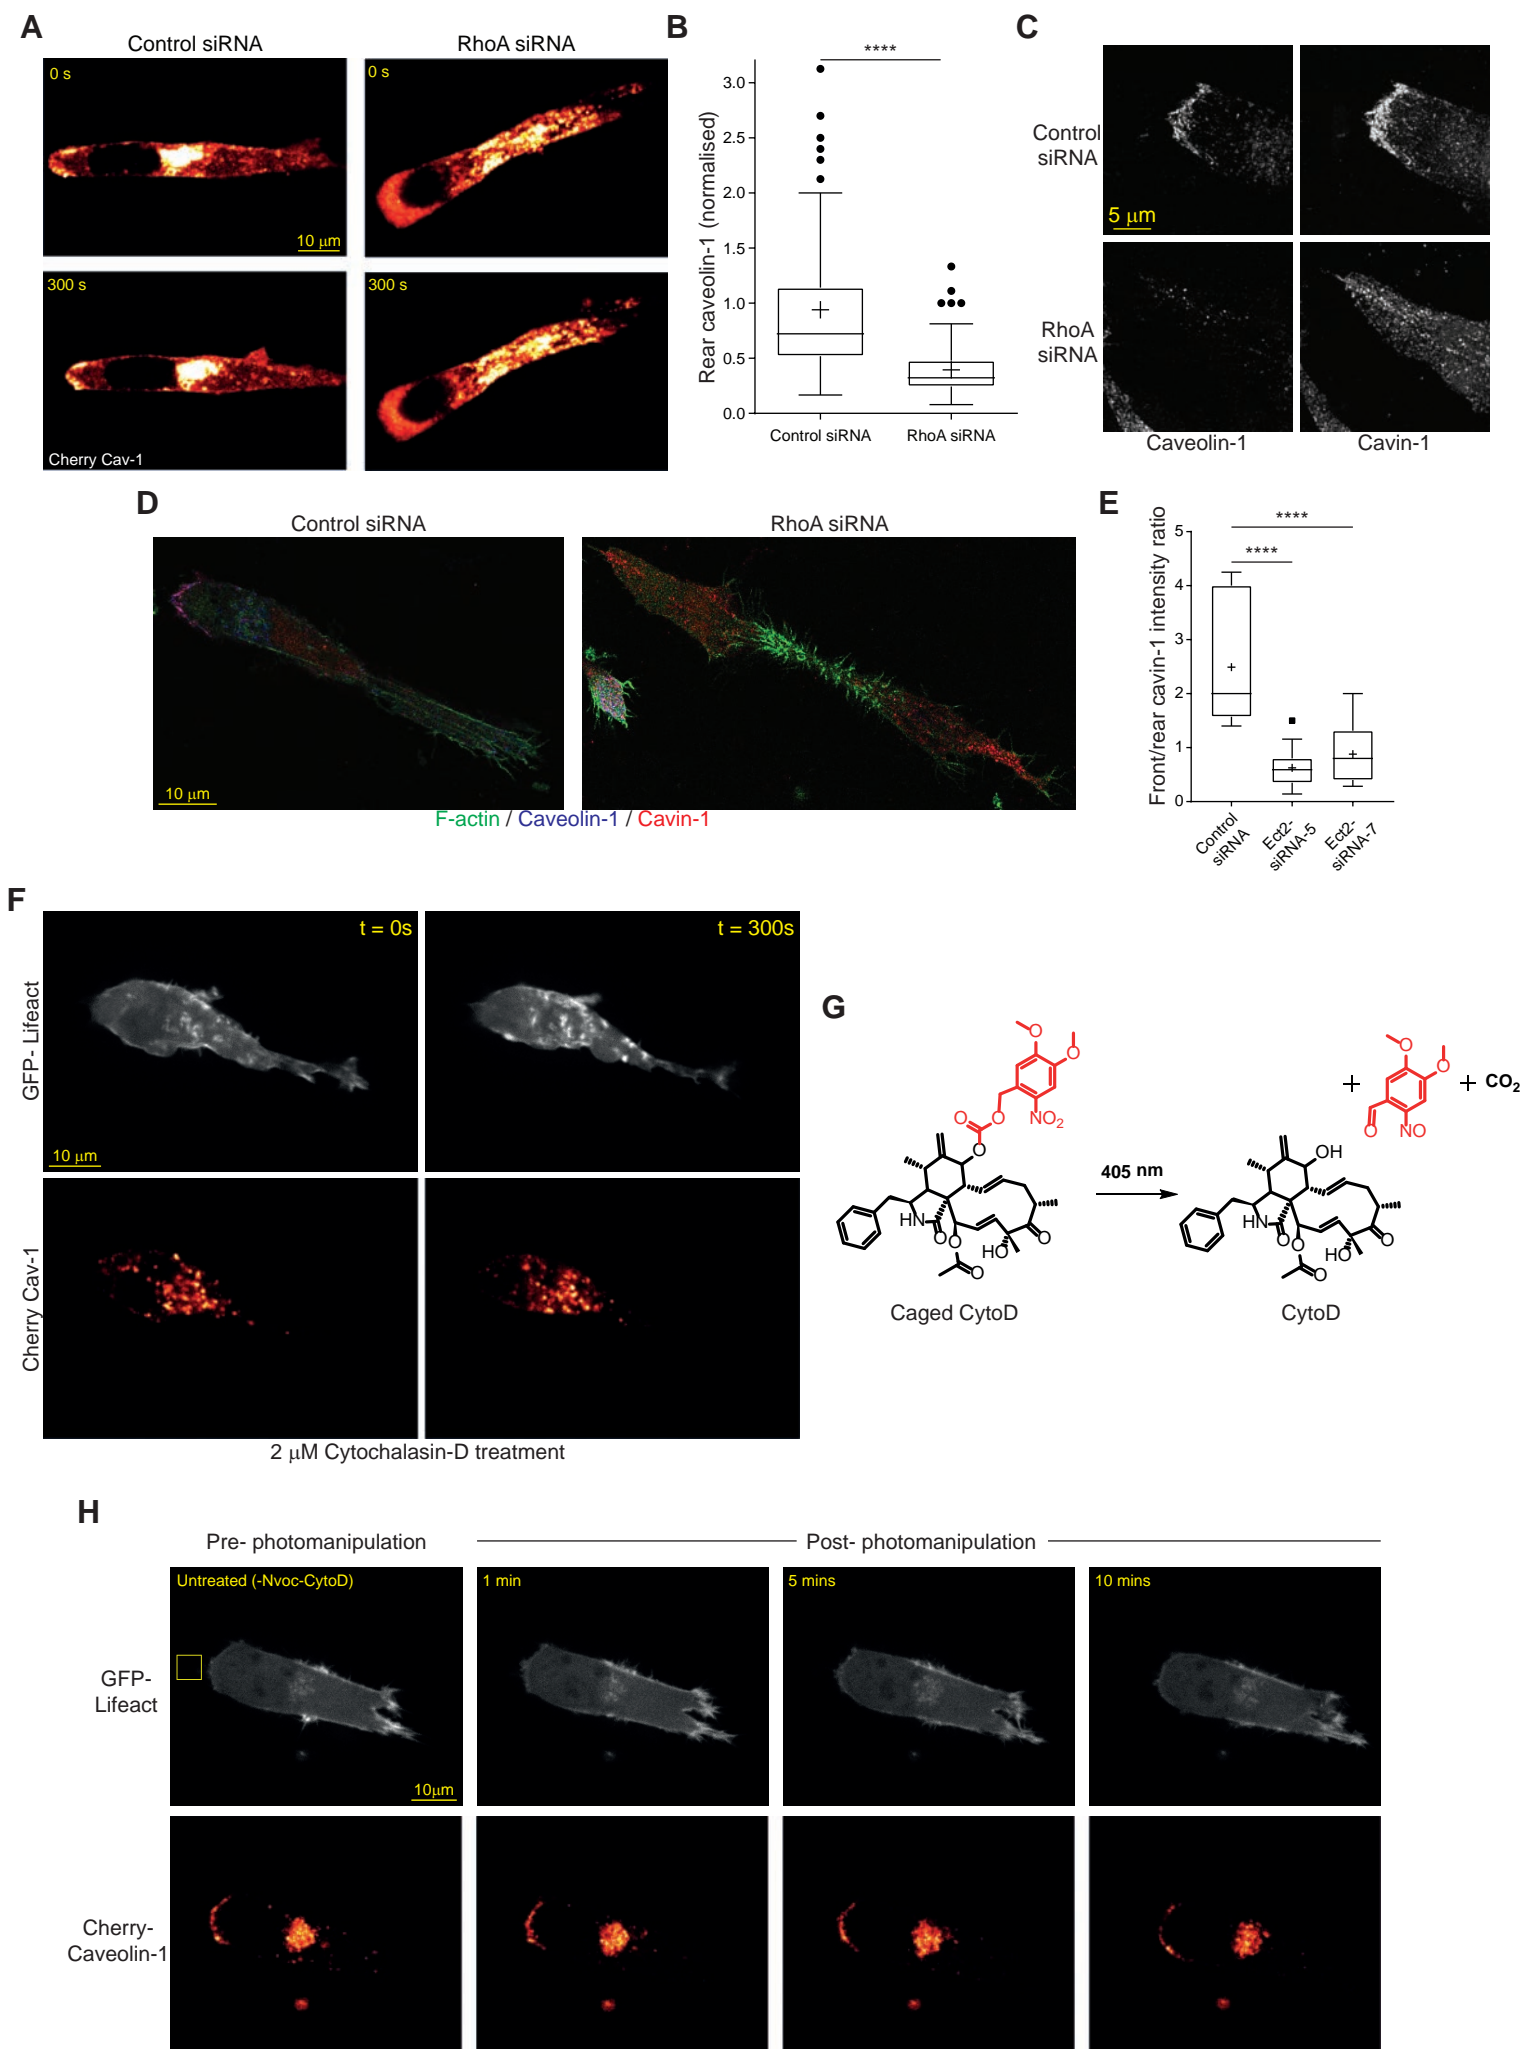 A
Control siRNA
RhoA siRNA
0 s
0 s
10 μm
300 s
300 s
Cherry Cav-1
B
****
Rear caveolin-1 (normalised)
3.0
2.5
2.0
1.5
1.0
0.5
0.0
Control siRNA
RhoA siRNA
C
Control
siRNA
5 μm
RhoA
siRNA
Caveolin-1
Cavin-1
D
Control siRNA
RhoA siRNA
10 μm
F-actin / Caveolin-1 / Cavin-1
E
Front/rear cavin-1 intensity ratio
****
****
5
4
3
2
1
0
Control
siRNA
Ect2-
siRNA-5
Ect2-
siRNA-7
F
t = 0s
t = 300s
GFP- Lifeact
10 μm
Cherry Cav-1
2 μM Cytochalasin-D treatment
G
O
O
O
O
NO2
O
HN
O
O
O
HO
O
Caged CytoD
405 nm
OH
HN
O
O
O
HO
O
CytoD
+
O
O
O
NO
+ CO2
H
Pre- photomanipulation
Post- photomanipulation
Untreated (-Nvoc-CytoD)
1 min
5 mins
10 mins
GFP-
Lifeact
10μm
Cherry-
Caveolin-1